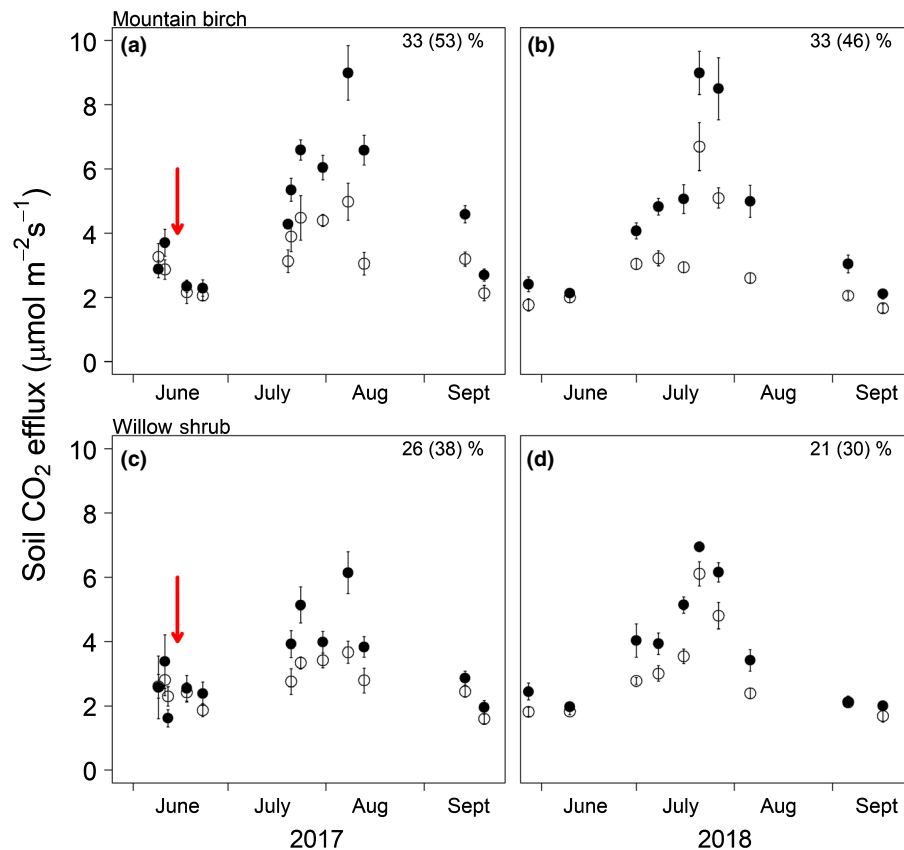 Mountain birch
(a)
33 (53) %
(b)
33 (46) %
10
8
6
4
2
0
June
July
Aug
Sept
June
July
Aug
Sept
Soil CO₂ efflux (μmol m⁻²s⁻¹)
Willow shrub
(c)
26 (38) %
(d)
21 (30) %
10
8
6
4
2
0
June
July
Aug
Sept
June
July
Aug
Sept
2017
2018